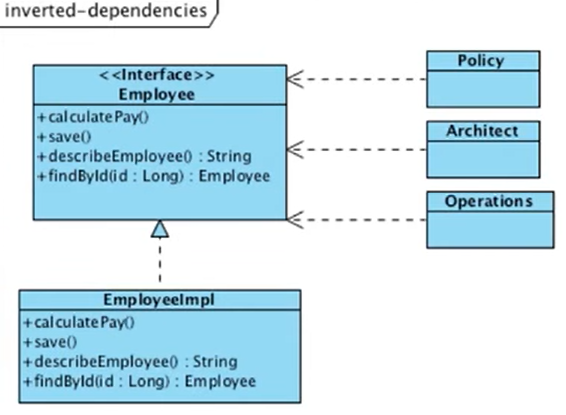 inverted-dependencies
<<Interface>>
Employee
+calculatePay()
+save()
+describeEmployee() : String
+findById(id : Long) : Employee
Policy
Architect
Operations
EmployeeImpl
+calculatePay()
+save()
+describeEmployee() : String
+findById(id : Long) : Employee